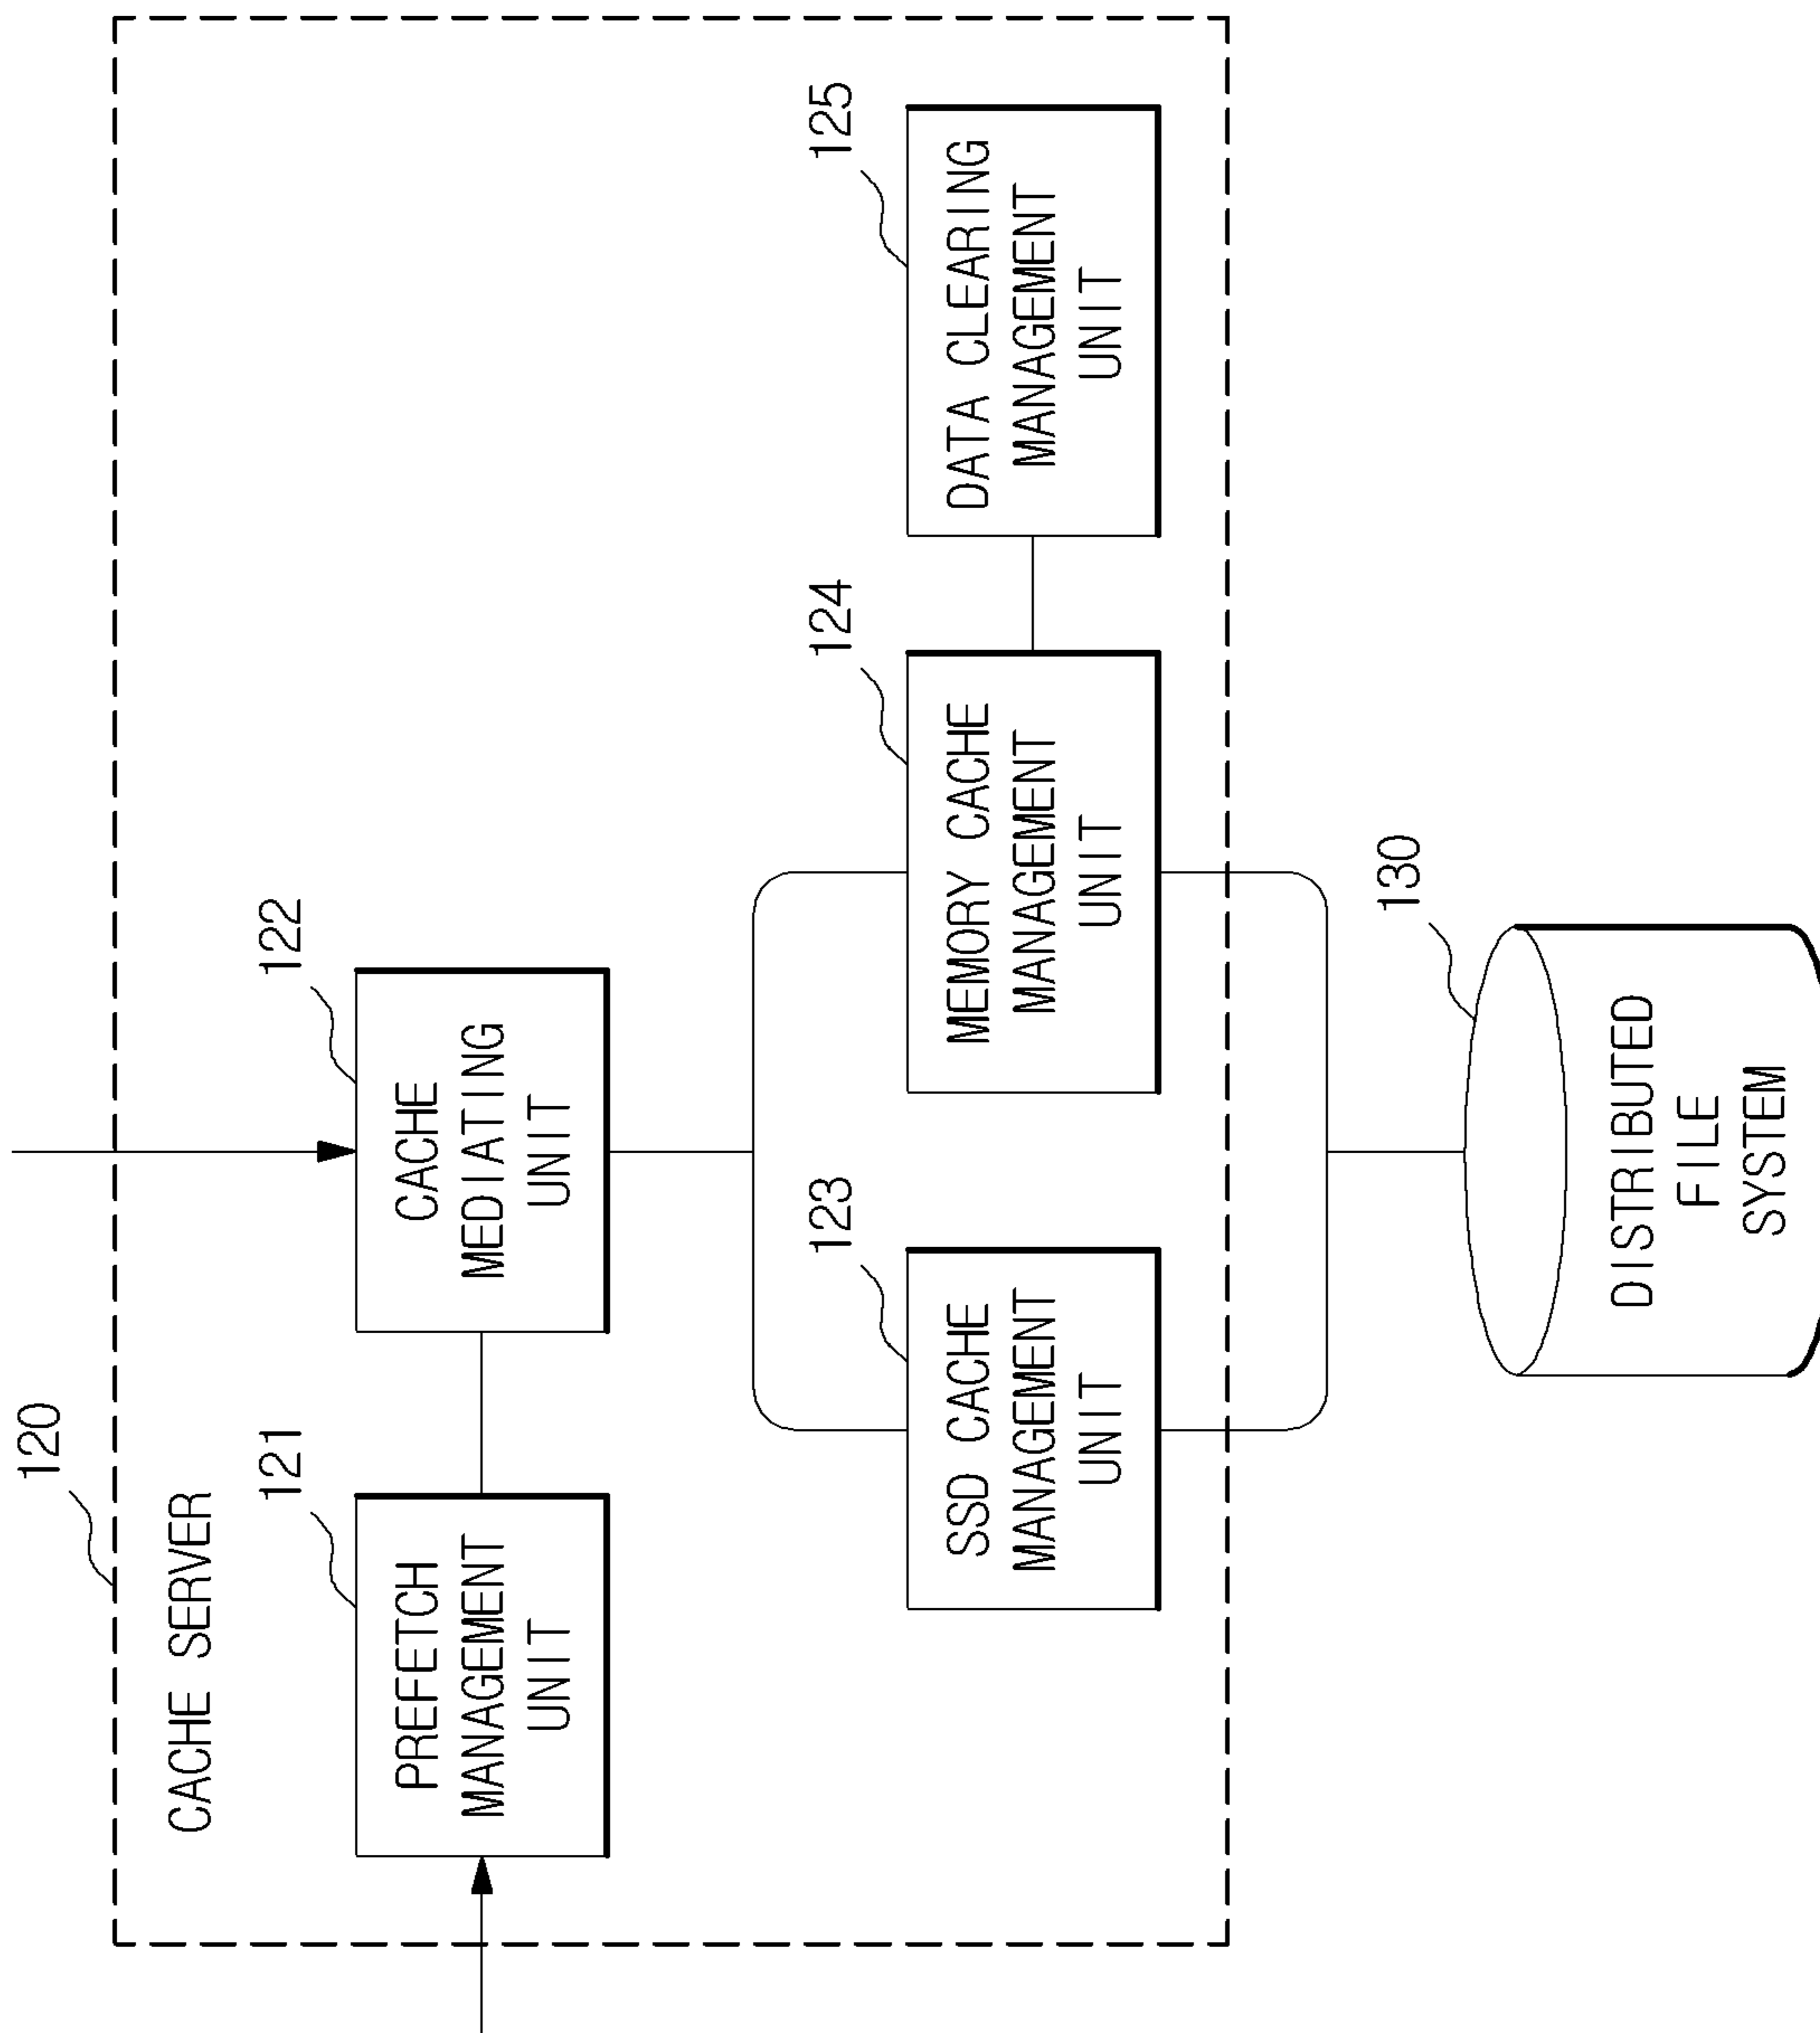 120
CACHE SERVER
121
PREFETCH
MANAGEMENT
UNIT
122
CACHE
MEDIATING
UNIT
123
SSD CACHE
MANAGEMENT
UNIT
124
MEMORY CACHE
MANAGEMENT
UNIT
125
DATA CLEARING
MANAGEMENT
UNIT
130
DISTRIBUTED
FILE
SYSTEM